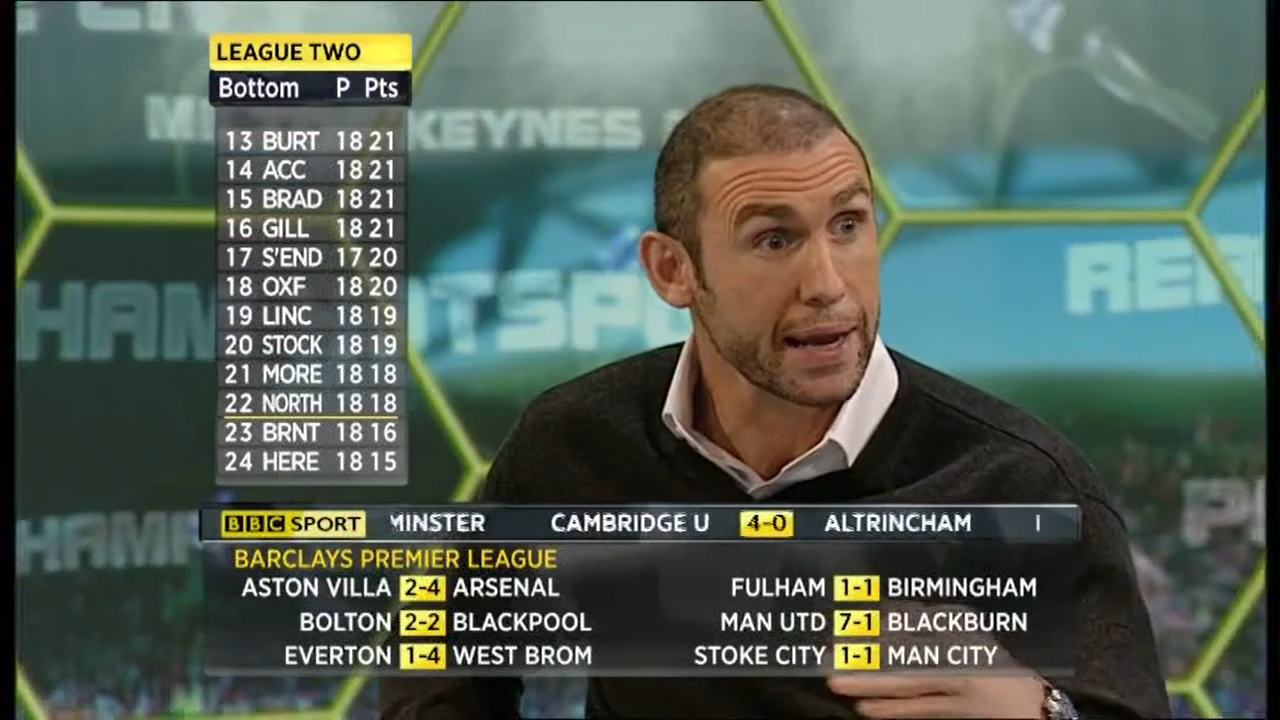 LEAGUE TWO
Bottom P Pts
13 BURT 18 21
14 ACC 18 21
15 BRAD 18 21
16 GILL 18 21
17 S'END 17 20
18 OXF 18 20
19 LINC 18 19
20 STOCK 18 19
21 MORE 18 18
22 NORTH 18 18
23 BRNT 18 16
24 HERE 18 15
KEYNES
BBC SPORT MINSTER CAMBRIDGE U 4-0 ALTRINCHAM
BARCLAYS PREMIER LEAGUE
ASTON VILLA 2-4 ARSENAL FULHAM 1-1 BIRMINGHAM
BOLTON 2-2 BLACKPOOL MAN UTD 7-1 BLACKBURN
EVERTON 1-4 WEST BROM STOKE CITY 1-1 MAN CITY